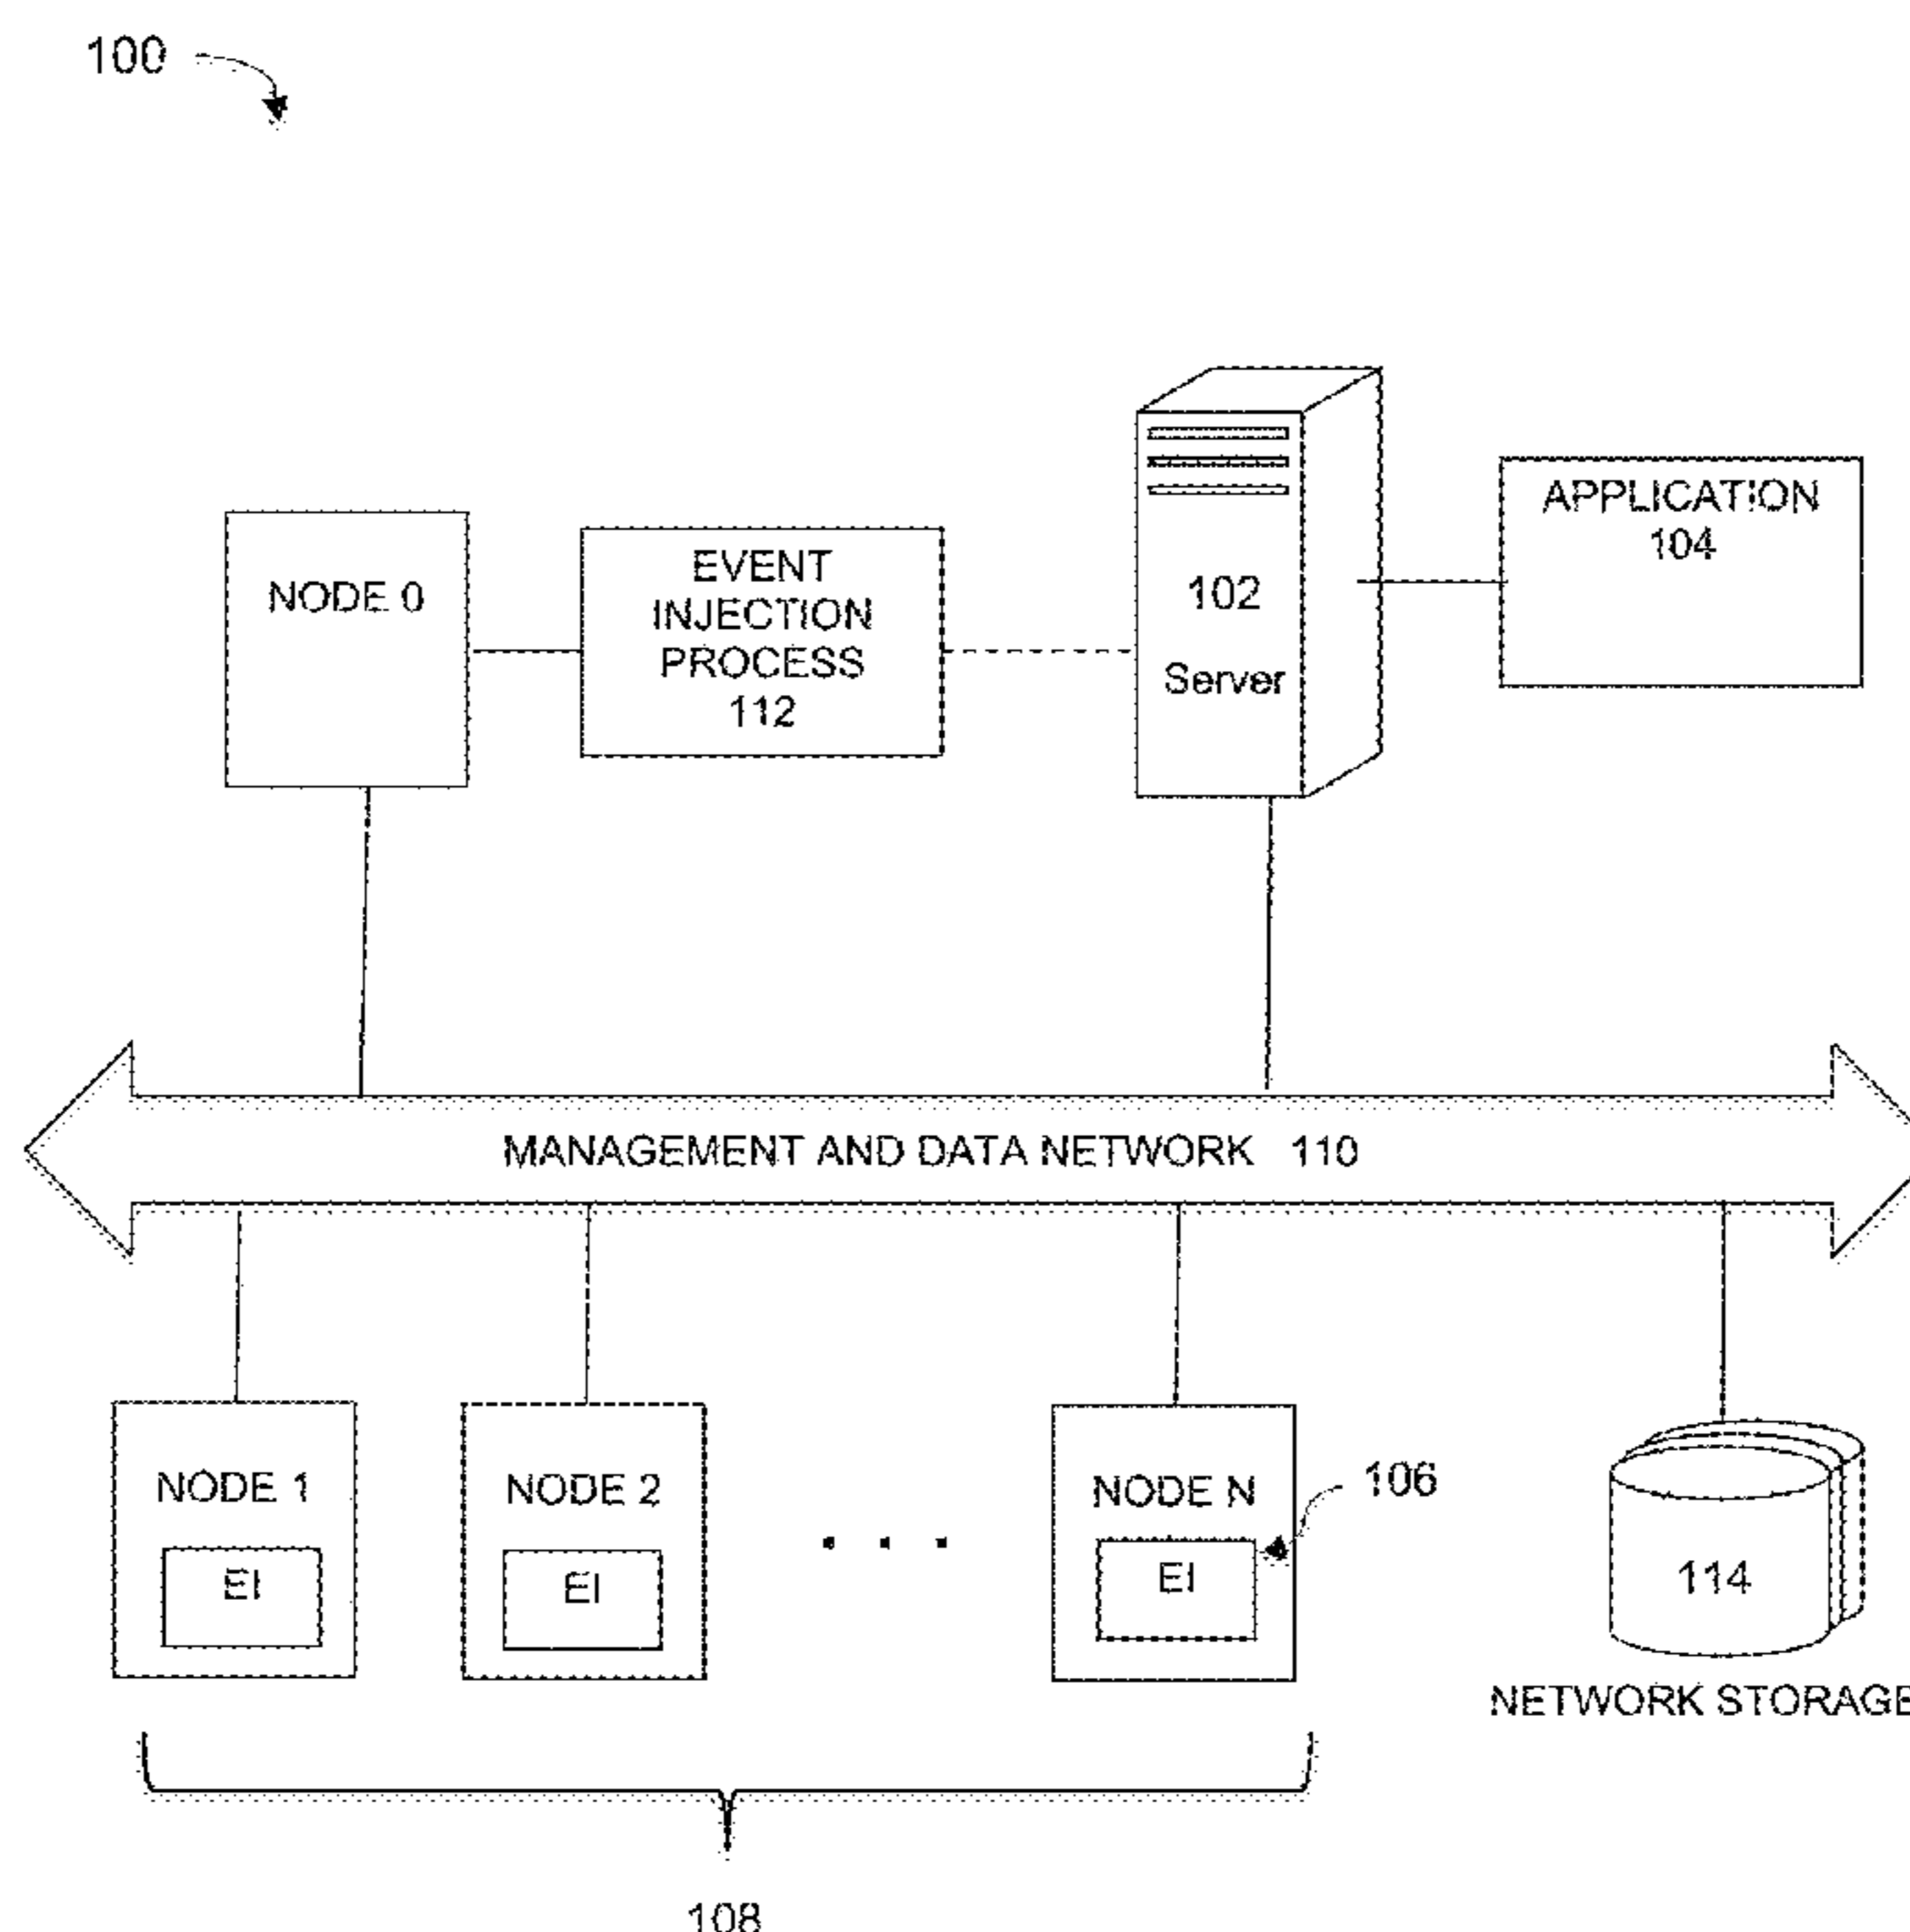 100
NODE 0
EVENT
INJECTION
PROCESS
112
102
Server
APPLICATION
104
MANAGEMENT AND DATA NETWORK 110
NODE 1
EI
NODE 2
EI
. . .
NODE N
EI
106
114
NETWORK STORAGE
108